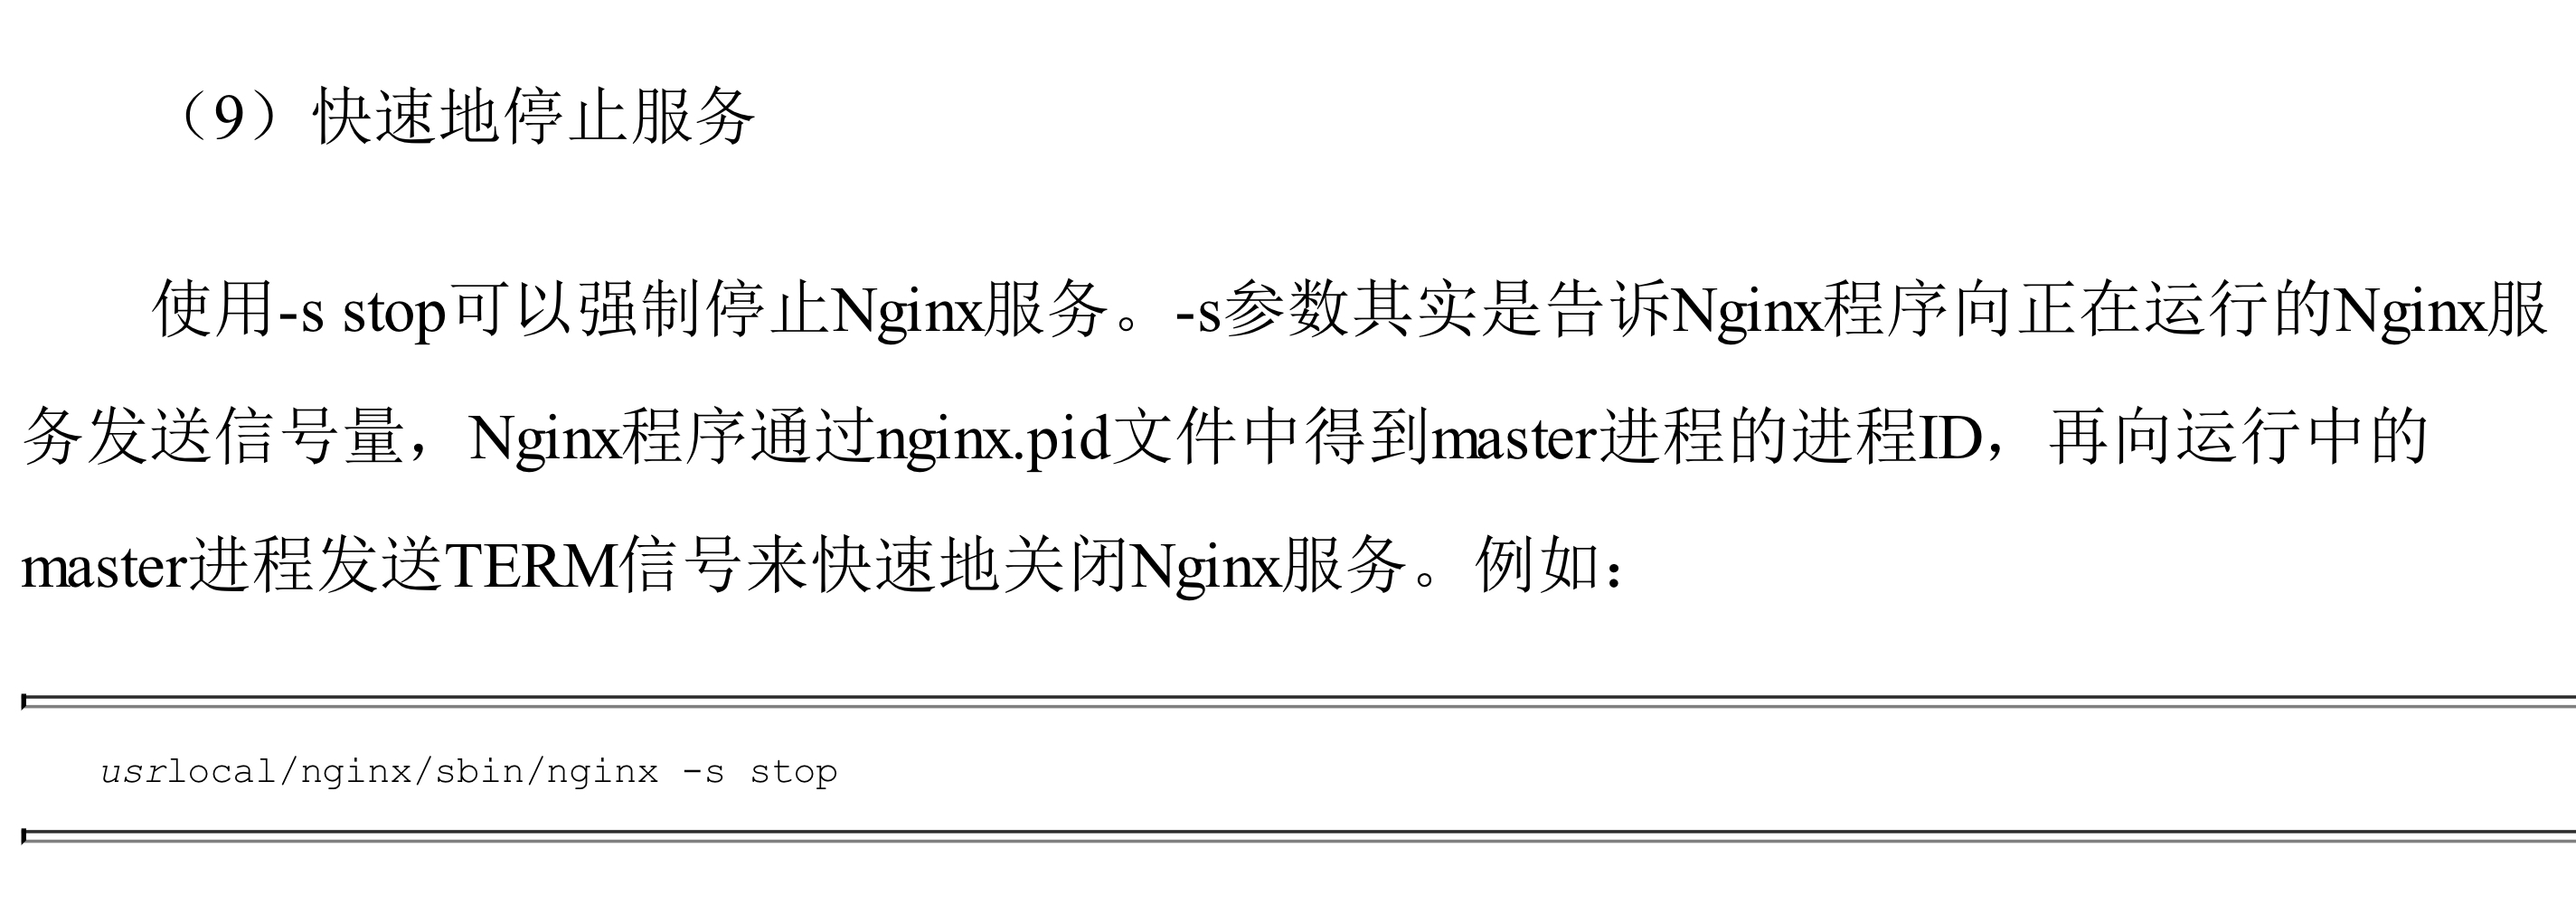 （9）快速地停止服务
使用-s stop可以强制停止Nginx服务。-s参数其实是告诉Nginx程序向正在运行的Nginx服
务发送信号量，Nginx程序通过nginx.pid文件中得到master进程的进程ID，再向运行中的
master进程发送TERM信号来快速地关闭Nginx服务。例如：
usrlocal/nginx/sbin/nginx -s stop